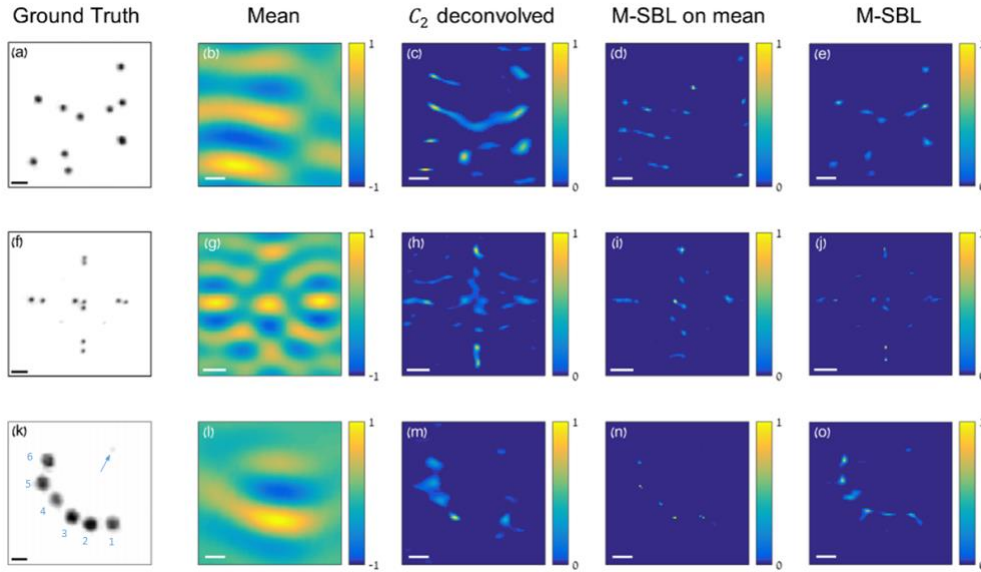 Ground Truth Mean C₂ deconvolved M-SBL on mean M-SBL
(a) (b) 1 -1 (c) 1 0 (d) 1 0 (e)
(f) (g) 1 -1 (h) 1 0 (i) 1 0 (j)
(k) 6 5 4 3 2 1 (l) 1 -1 (m) 1 0 (n) 1 0 (o)